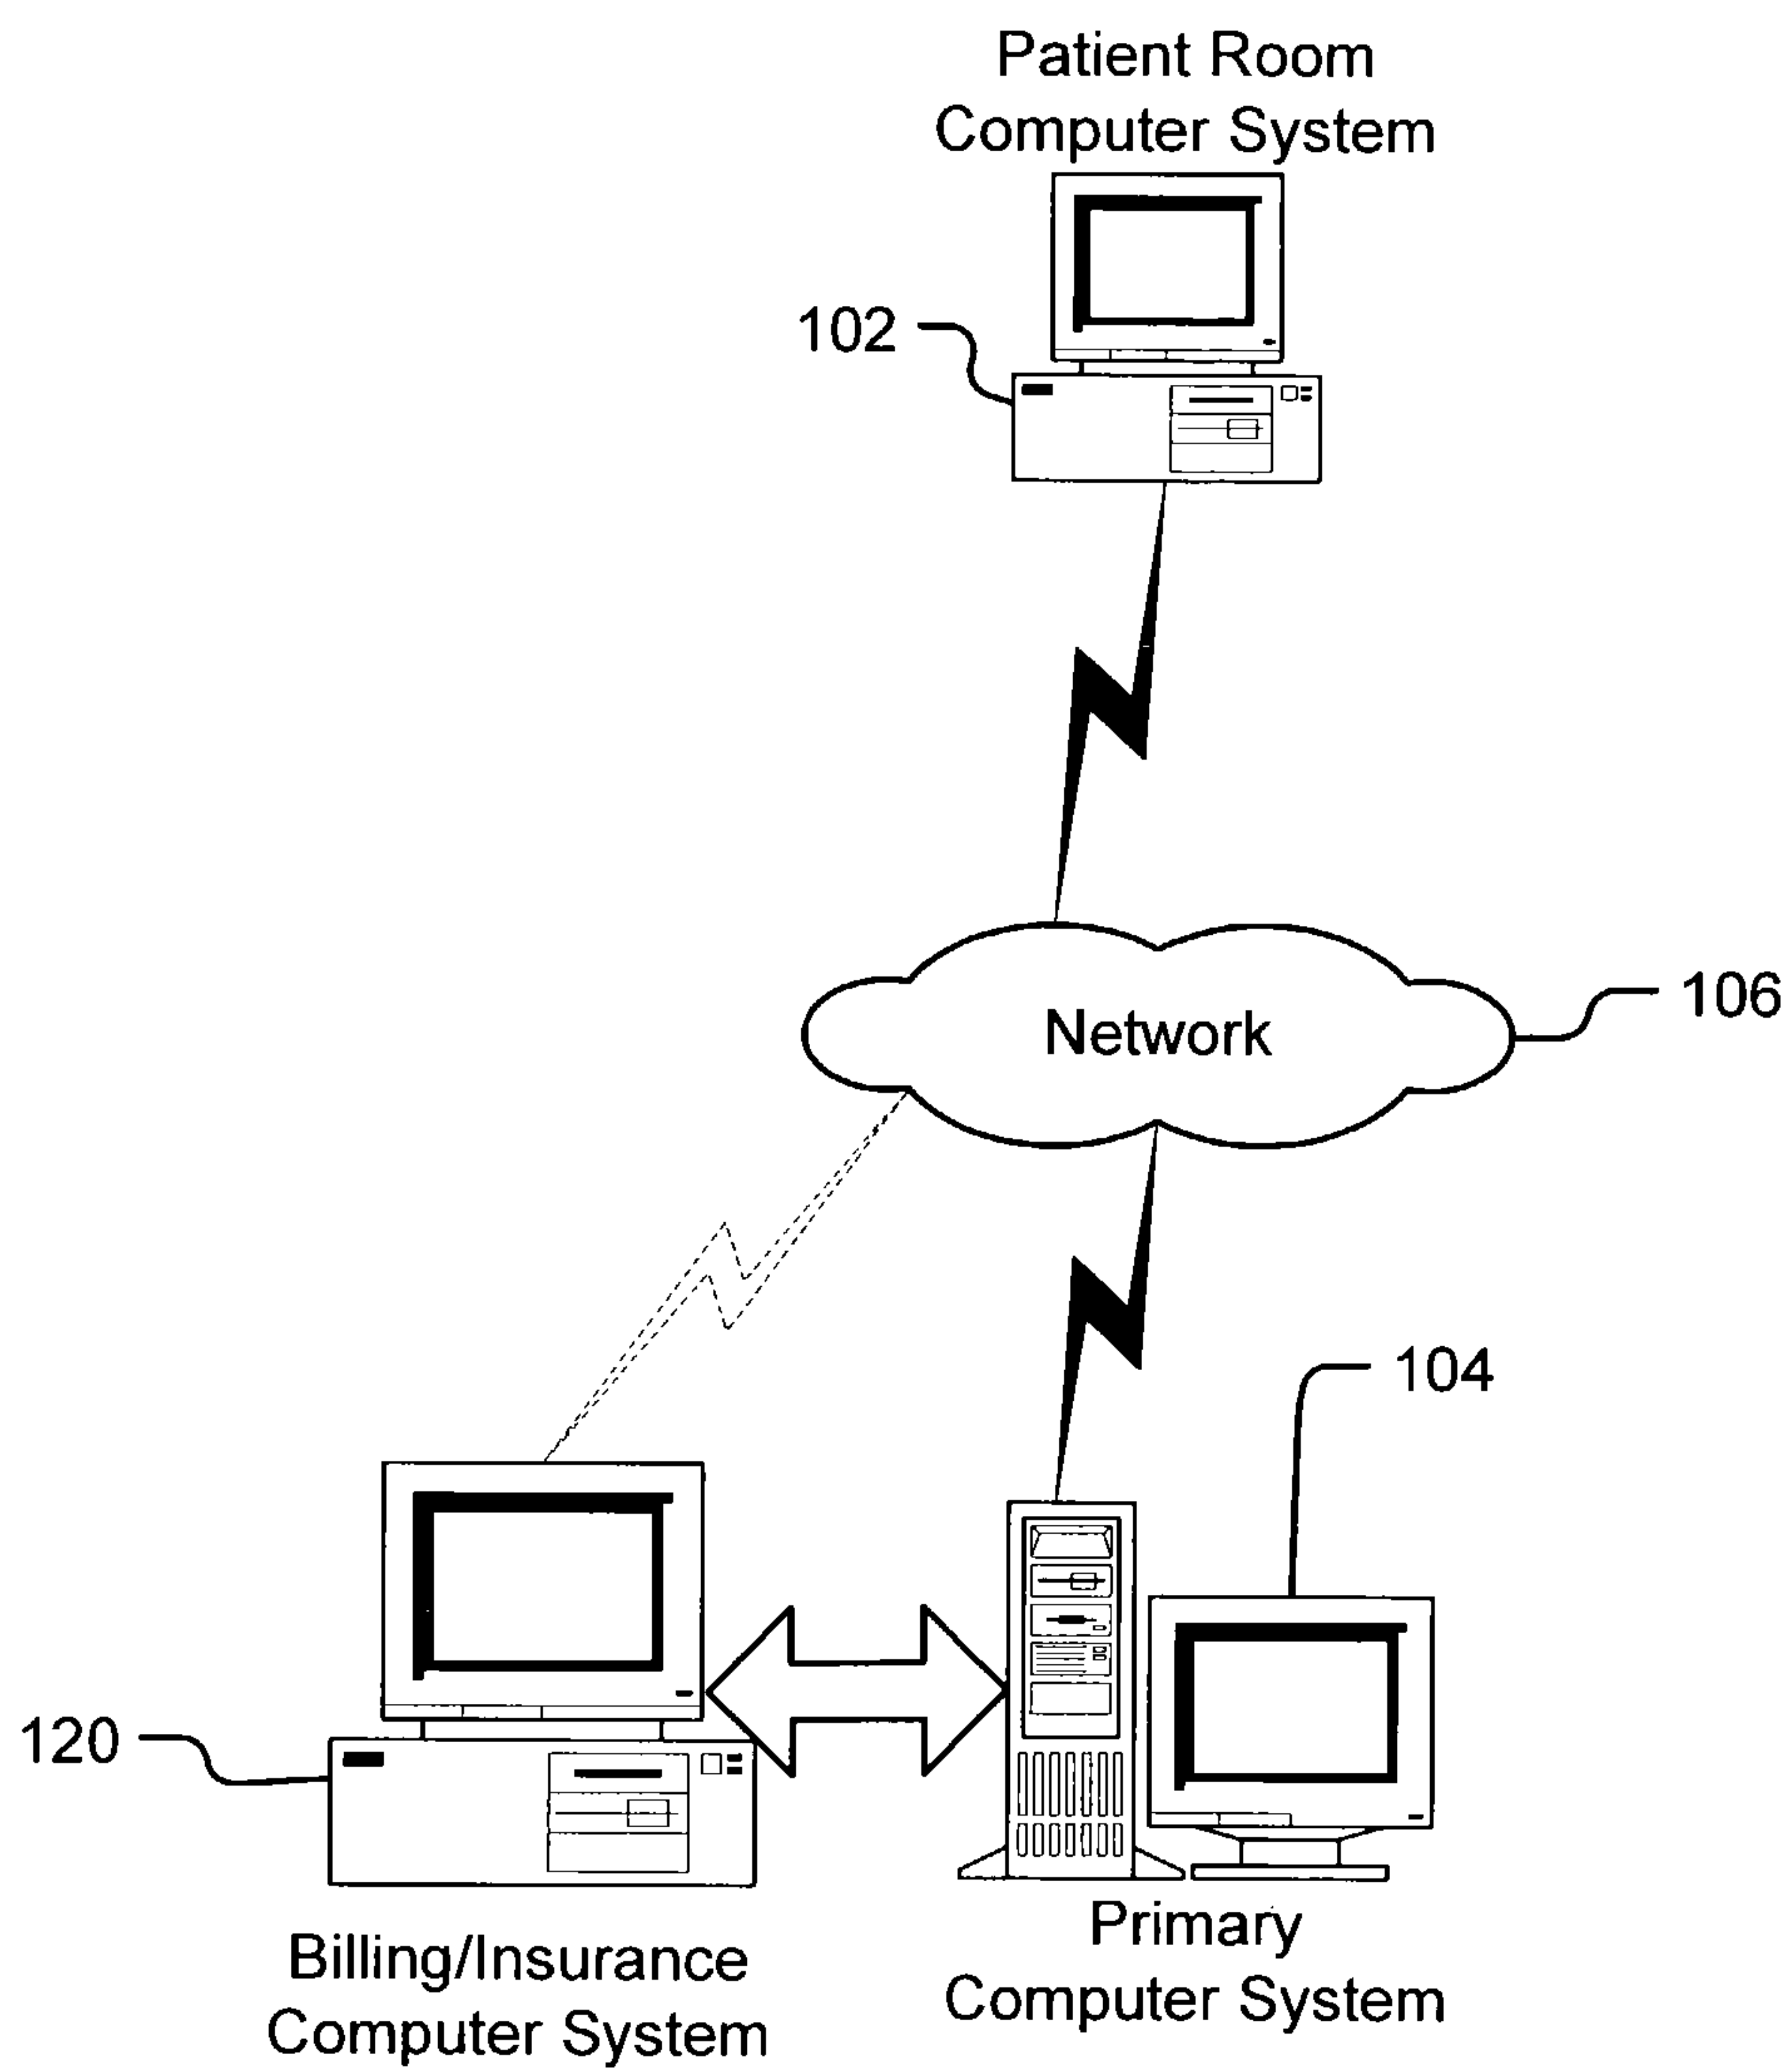 Patient Room
Computer System
102
Network
106
104
120
Primary
Computer System
Billing/Insurance
Computer System